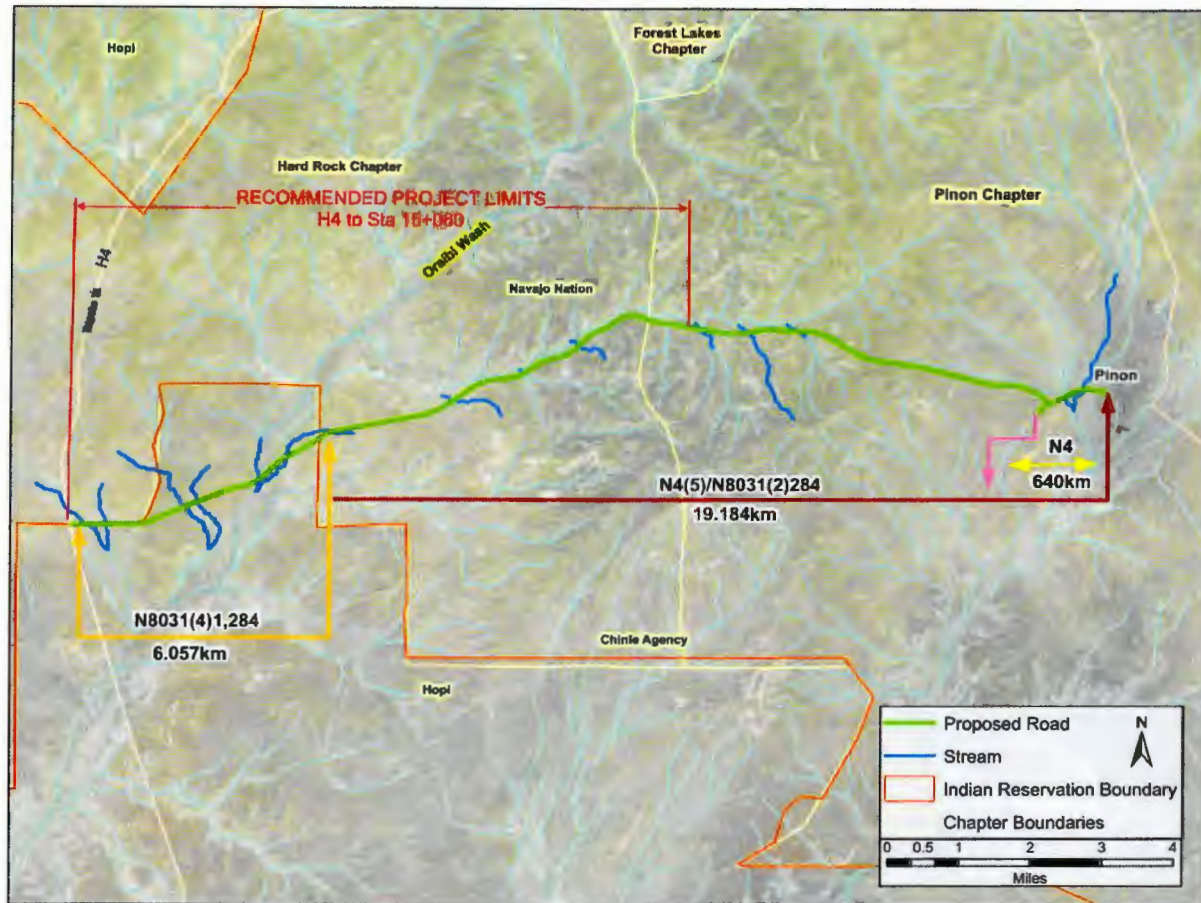 Hopi
Forest Lakes
Chapter
Hard Rock Chapter
RECOMMENDED PROJECT LIMITS
H4 to Sta 15+060
Pinon Chapter
Oraibi Wash
H4
Navajo Nation
Pinon
N4
640km
N4(5)/N8031(2)284
19.184km
N8031(4)1,284
6.057km
Chinle Agency
Hopi
Proposed Road
N
Stream
Indian Reservation Boundary
Chapter Boundaries
0 0.5 1 2 3 4
Miles